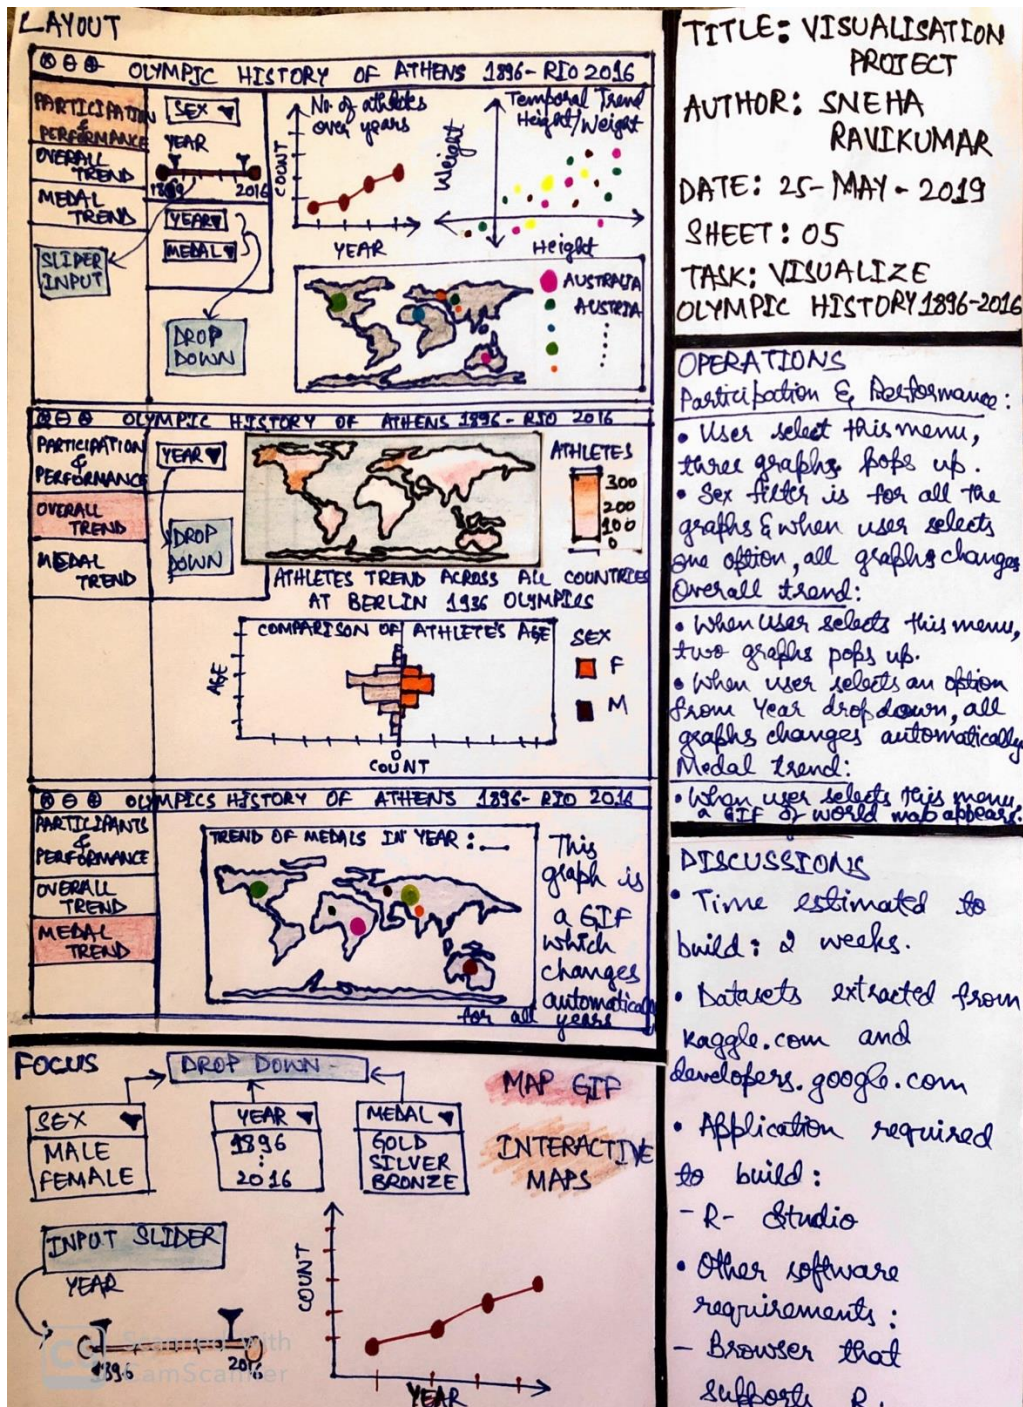 LAYOUT
OLYMPIC HISTORY OF ATHENS 1896- RIO 2016
PARTICIPATION
&
PERFORMANCE
OVERALL
TREND
MEDAL
TREND
SLIDER
INPUT
SEX
YEAR
1896
2016
YEAR
MEDAL
DROP
DOWN
No of athletes
over years
COUNT
YEAR
Temporal Trend
Height/Weight
Weight
Height
AUSTRALIA
AUSTRIA
OLYMPIC HISTORY OF ATHENS 1896- RIO 2016
PARTICIPATION
&
PERFORMANCE
OVERALL
TREND
MEDAL
TREND
YEAR
DROP
DOWN
ATHLETES
300
200
100
0
ATHLETES TREND ACROSS ALL COUNTRIES
AT BERLIN 1936 OLYMPICS
COMPARISON OF ATHLETE'S AGE
AGE
0
COUNT
SEX
F
M
OLYMPICS HISTORY OF ATHENS 1896- RIO 2016
PARTICIPANTS
&
PERFORMANCE
OVERALL
TREND
MEDAL
TREND
TREND OF MEDALS IN YEAR :
This
graph is
a GIF
which
changes
automatically
for all years
FOCUS
DROP DOWN
SEX
MALE
FEMALE
YEAR
1896
2016
MEDAL
GOLD
SILVER
BRONZE
MAP GIF
INTERACTIVE
MAPS
INPUT SLIDER
YEAR
1896
2016
COUNT
YEAR
CS Scanned with
CamScanner
TITLE: VISUALISATION
PROJECT
AUTHOR: SNEHA
RAVIKUMAR
DATE: 25- MAY - 2019
SHEET: 05
TASK: VISUALIZE
OLYMPIC HISTORY 1896-2016
OPERATIONS
Participation & Performance:
• User select this menu,
three graphs pops up.
• Sex filter is for all the
graphs & when user selects
one option, all graphs changes
Overall trend:
• When user selects this menu,
two graphs pops up.
• When user selects an option
from Year drop down, all
graphs changes automatically
Medal trend:
• When user selects this menu,
a GIF of world map appears.
DISCUSSIONS
• Time estimated to
build: 2 weeks.
• Datasets extracted from
kaggle.com and
developers.google.com
• Application required
to build:
- R- Studio
• Other software
requirements:
- Browser that
supports R.